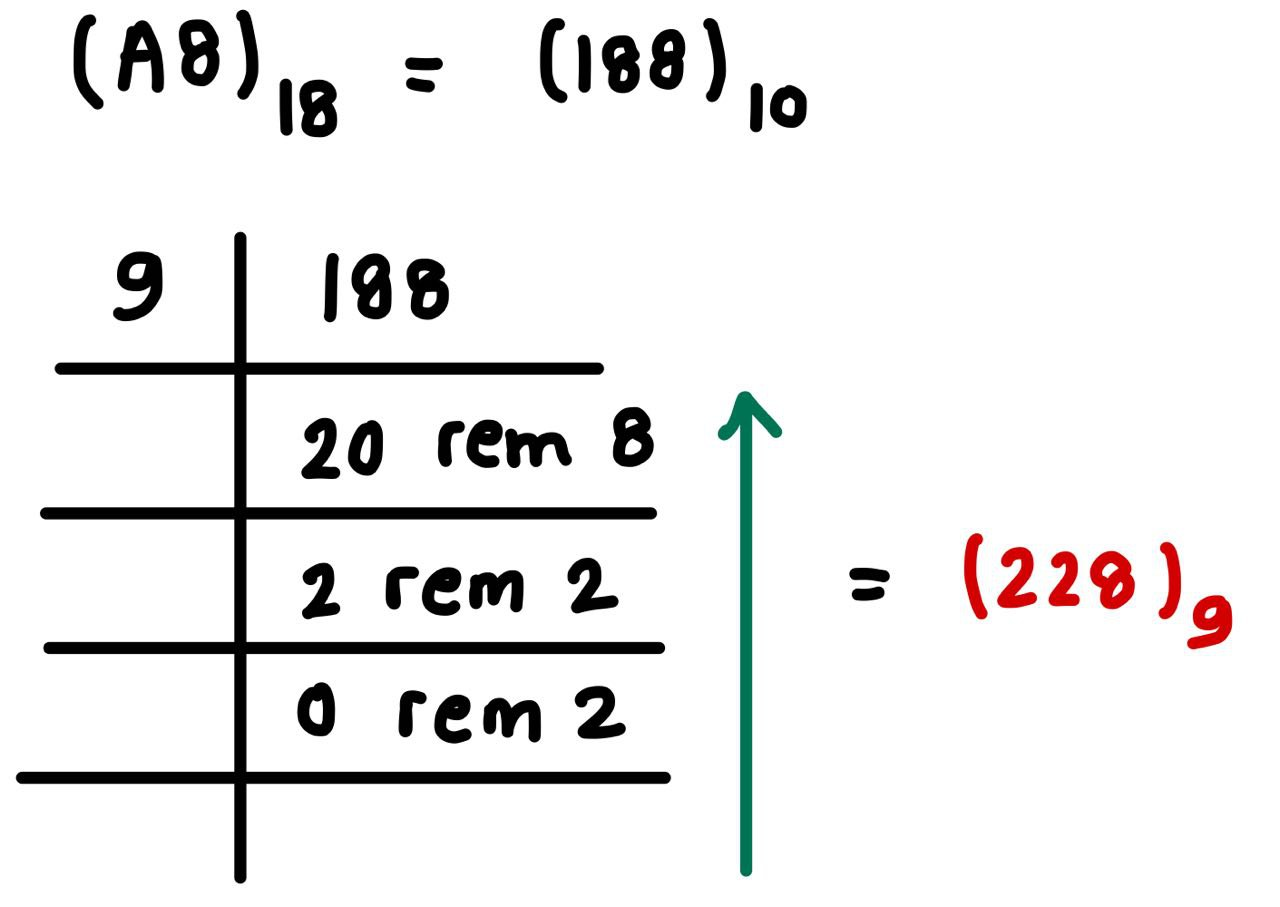 (A8)18 = (188)10
9 188
20 rem 8
2 rem 2
= (228)9
0 rem 2